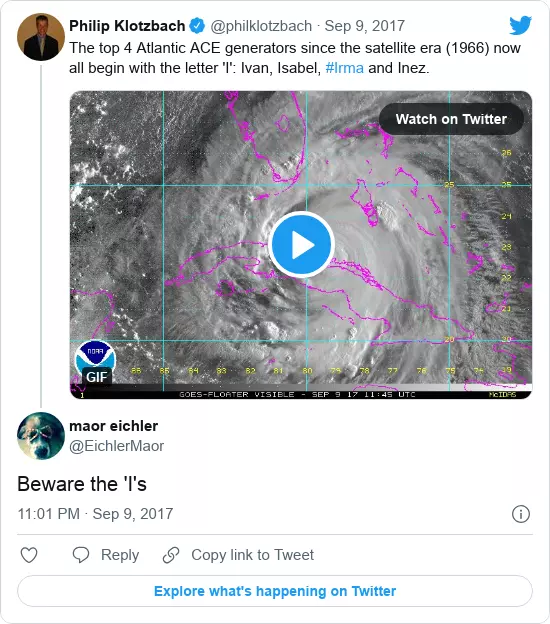 Philip Klotzbach @philklotzbach · Sep 9, 2017
The top 4 Atlantic ACE generators since the satellite era (1966) now
all begin with the letter 'I': Ivan, Isabel, #Irma and Inez.
Watch on Twitter
26
25
24
23
22
21
20
NOAA
GIF
86 85 84 83 82 81 80 79 78 77 76 75 74 73
1 GOES-FLOATER VISIBLE - SEP 9 17 11:45 UTC McIDAS
maor eichler
@EichlerMaor
Beware the 'I's
11:01 PM · Sep 9, 2017
Reply Copy link to Tweet
Explore what's happening on Twitter